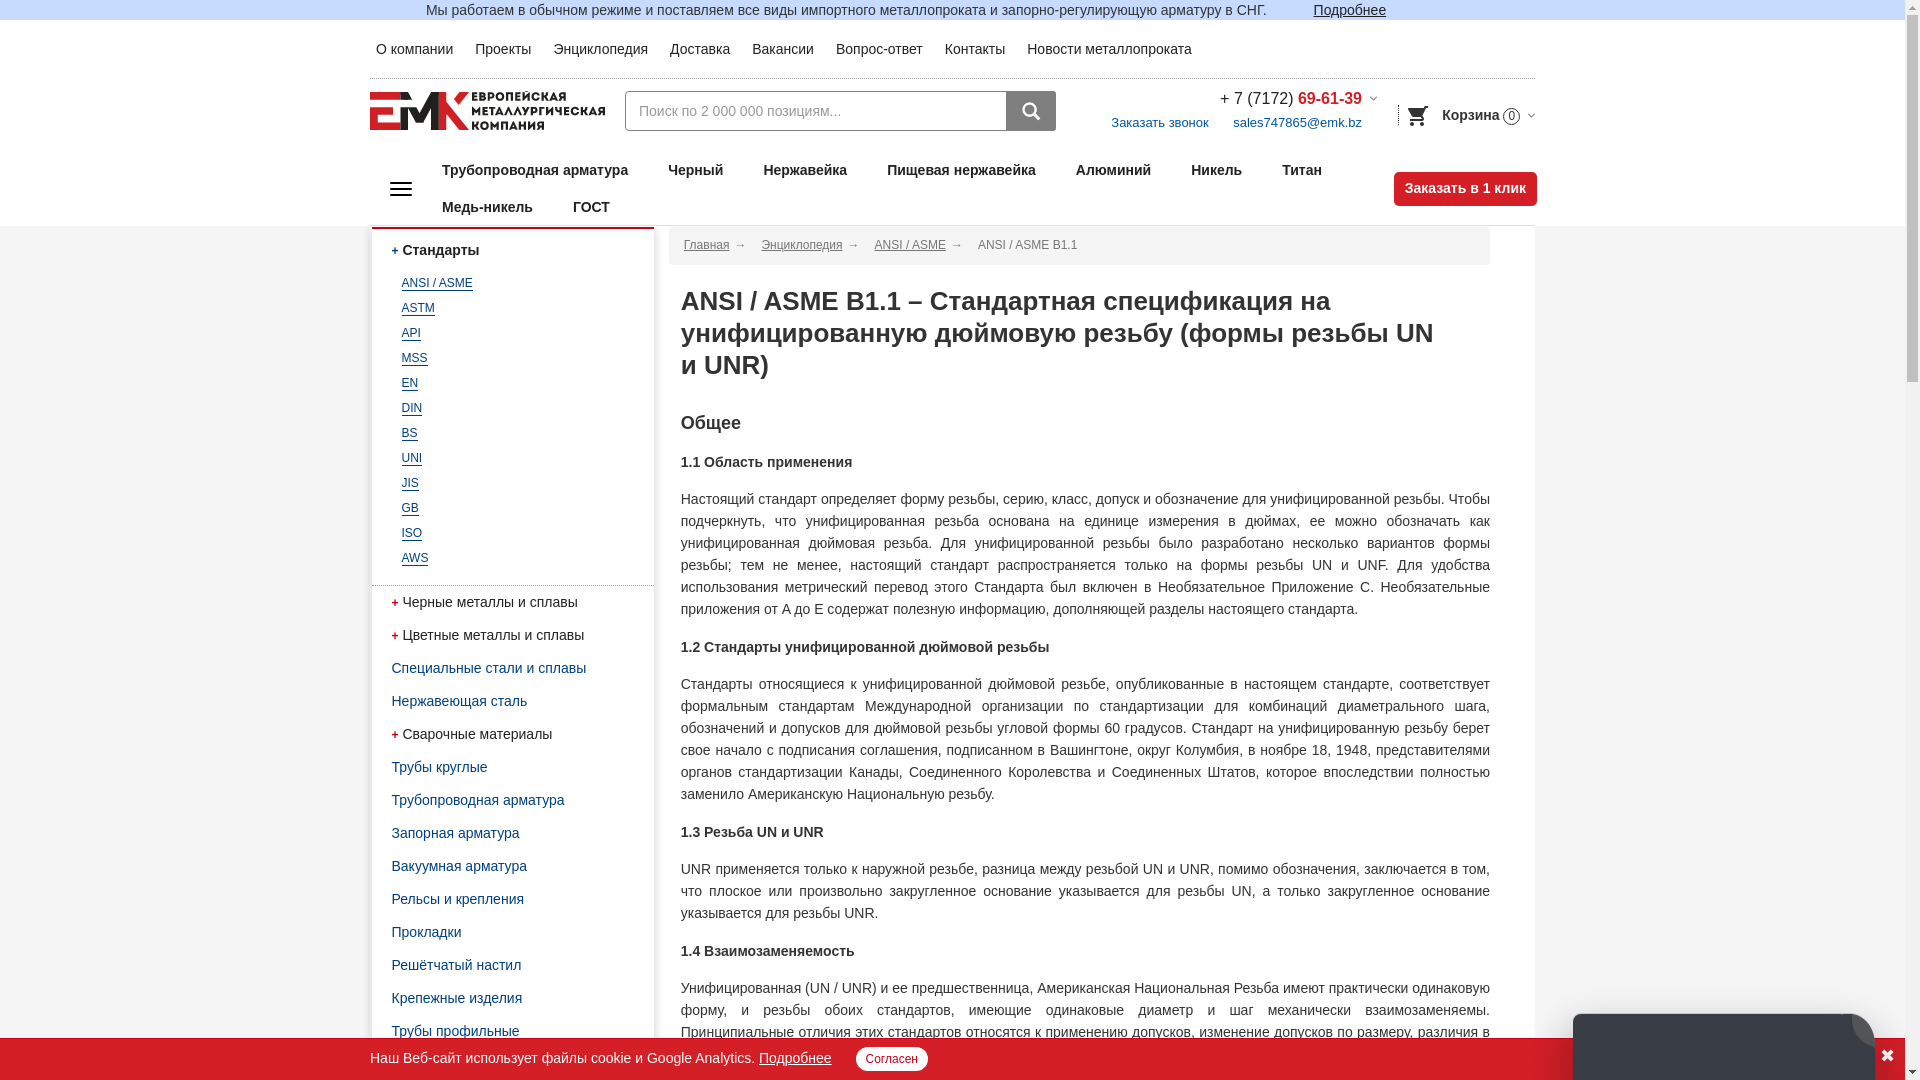 Мы работаем в обычном режиме и поставляем все виды импортного металлопроката и запорно-регулирующую арматуру в СНГ. Подробнее
О компании Проекты Энциклопедия Доставка Вакансии Вопрос-ответ Контакты Новости металлопроката
ЕМК ЕВРОПЕЙСКАЯ
МЕТАЛЛУРГИЧЕСКАЯ
КОМПАНИЯ
Поиск по 2 000 000 позициям...
+ 7 (7172) 69-61-39
Заказать звонок sales747865@emk.bz
Корзина 0
Трубопроводная арматура Черный Нержавейка Пищевая нержавейка Алюминий Никель Титан
Медь-никель ГОСТ
Заказать в 1 клик
+ Стандарты
ANSI / ASME
ASTM
API
MSS
EN
DIN
BS
UNI
JIS
GB
ISO
AWS
+ Черные металлы и сплавы
+ Цветные металлы и сплавы
Специальные стали и сплавы
Нержавеющая сталь
+ Сварочные материалы
Трубы круглые
Трубопроводная арматура
Запорная арматура
Вакуумная арматура
Рельсы и крепления
Прокладки
Решётчатый настил
Крепежные изделия
Трубы профильные
Главная → Энциклопедия → ANSI / ASME → ANSI / ASME B1.1
ANSI / ASME B1.1 – Стандартная спецификация на
унифицированную дюймовую резьбу (формы резьбы UN
и UNR)
Общее
1.1 Область применения
Настоящий стандарт определяет форму резьбы, серию, класс, допуск и обозначение для унифицированной резьбы. Чтобы
подчеркнуть, что унифицированная резьба основана на единице измерения в дюймах, ее можно обозначать как
унифицированная дюймовая резьба. Для унифицированной резьбы было разработано несколько вариантов формы
резьбы; тем не менее, настоящий стандарт распространяется только на формы резьбы UN и UNF. Для удобства
использования метрический перевод этого Стандарта был включен в Необязательное Приложение С. Необязательные
приложения от А до Е содержат полезную информацию, дополняющей разделы настоящего стандарта.
1.2 Стандарты унифицированной дюймовой резьбы
Стандарты относящиеся к унифицированной дюймовой резьбе, опубликованные в настоящем стандарте, соответствует
формальным стандартам Международной организации по стандартизации для комбинаций диаметрального шага,
обозначений и допусков для дюймовой резьбы угловой формы 60 градусов. Стандарт на унифицированную резьбу берет
свое начало с подписания соглашения, подписанном в Вашингтоне, округ Колумбия, в ноябре 18, 1948, представителями
органов стандартизации Канады, Соединенного Королевства и Соединенных Штатов, которое впоследствии полностью
заменило Американскую Национальную резьбу.
1.3 Резьба UN и UNR
UNR применяется только к наружной резьбе, разница между резьбой UN и UNR, помимо обозначения, заключается в том,
что плоское или произвольно закругленное основание указывается для резьбы UN, а только закругленное основание
указывается для резьбы UNR.
1.4 Взаимозаменяемость
Унифицированная (UN / UNR) и ее предшественница, Американская Национальная Резьба имеют практически одинаковую
форму, и резьбы обоих стандартов, имеющие одинаковые диаметр и шаг механически взаимозаменяемы.
Принципиальные отличия этих стандартов относятся к применению допусков, изменение допусков по размеру, различия в
Наш Веб-сайт использует файлы cookie и Google Analytics. Подробнее Согласен